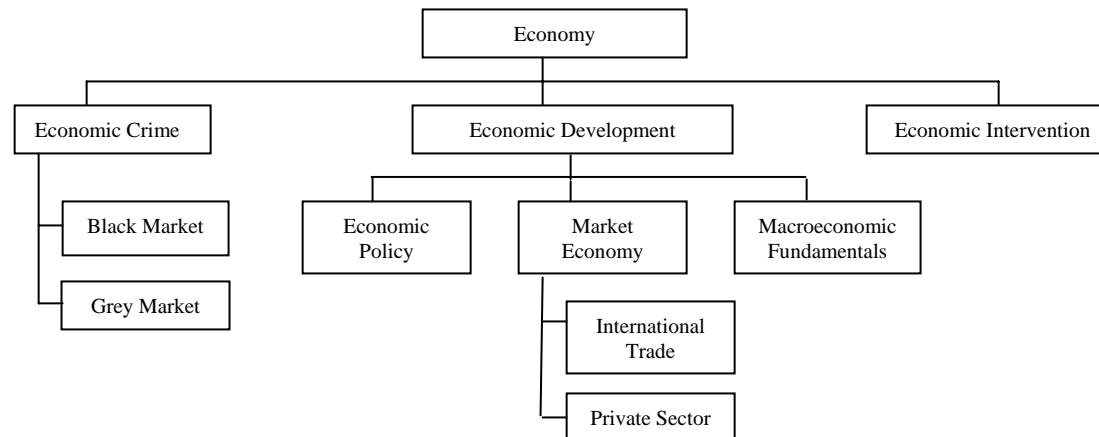 Economy
Economic Crime
Economic Development
Economic Intervention
Black Market
Grey Market
Economic
Policy
Market
Economy
Macroeconomic
Fundamentals
International
Trade
Private Sector